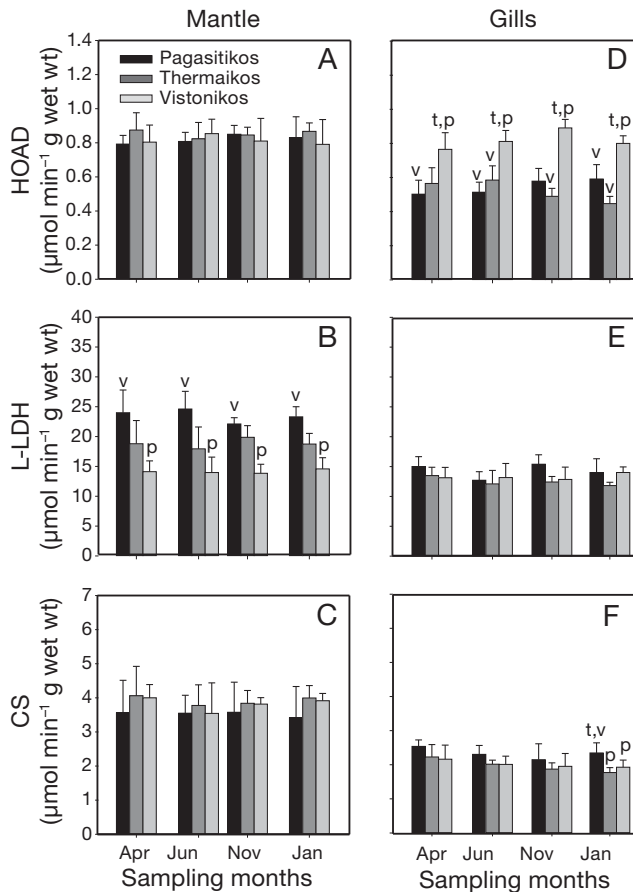 Mantle
Gills
HOAD
(µmol min⁻¹ g wet wt)
1.4
1.2
1.0
0.8
0.6
0.4
0.2
0.0
Pagasitikos
Thermaikos
Vistonikos
A
D
v
t,p
v
v
t,p
v
t,p
v
v
t,p
L-LDH
(µmol min⁻¹ g wet wt)
40
35
30
25
20
15
10
5
0
B
v
p
v
p
v
p
v
p
E
CS
(µmol min⁻¹ g wet wt)
7
6
5
4
3
2
1
0
C
F
t,v
p
p
Apr Jun Nov Jan
Sampling months
Apr Jun Nov Jan
Sampling months